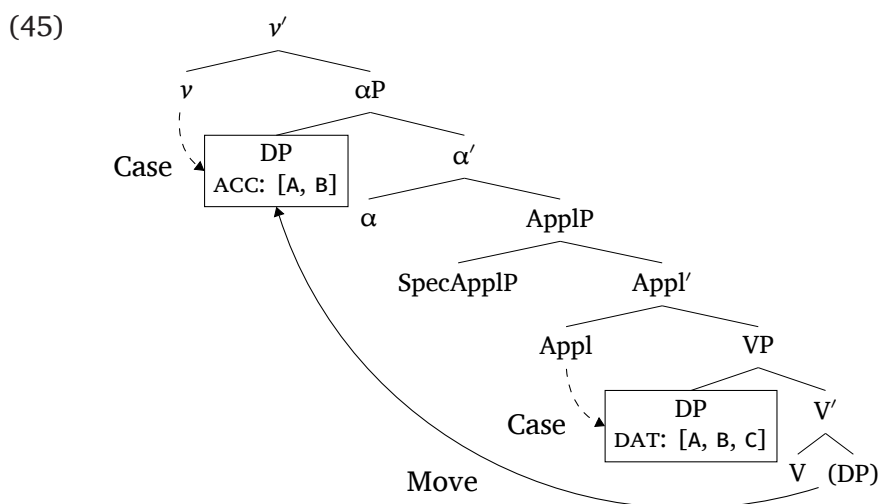 (45)
v′
v αP
Case DP α′
ACC: [A, B]
α ApplP
SpecApplP Appl′
Appl VP
Case DP V′
DAT: [A, B, C]
Move V (DP)